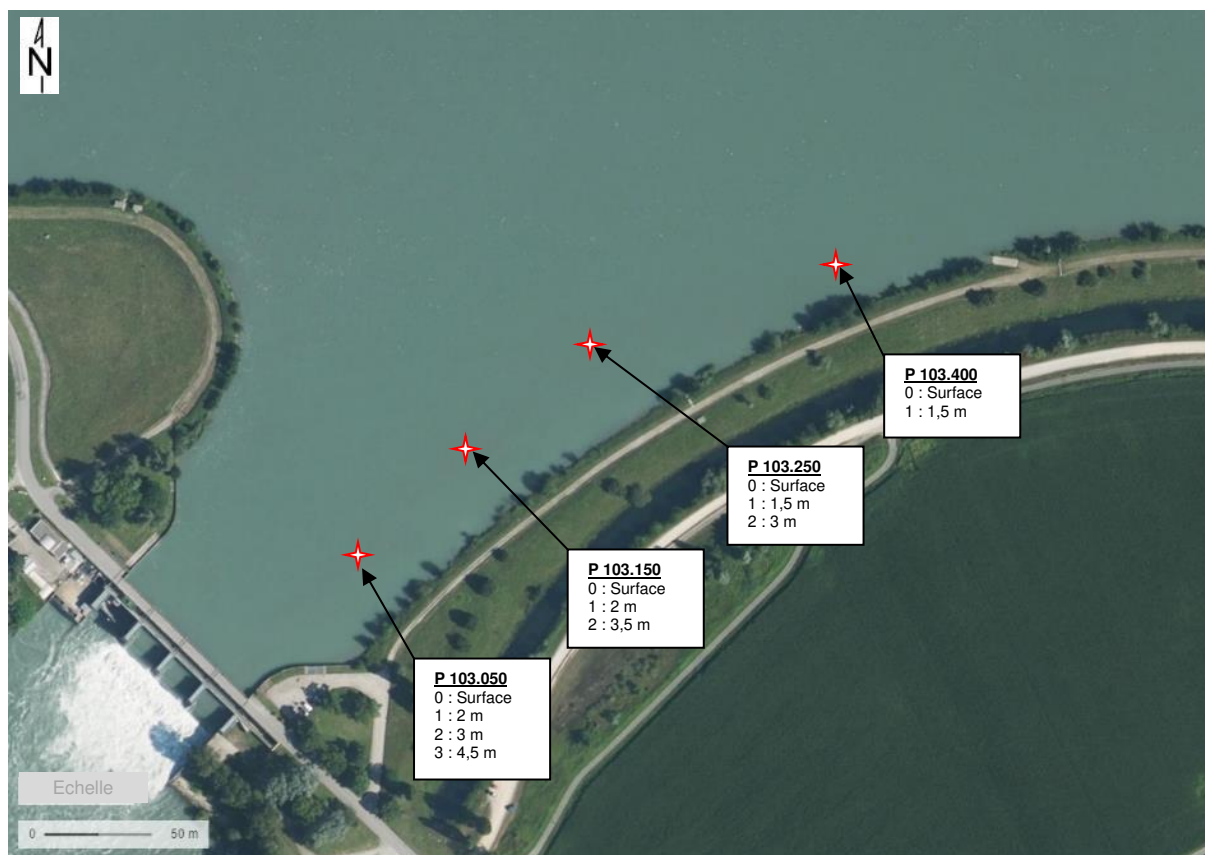 N
P 103.400
0 : Surface
1 : 1,5 m
P 103.250
0 : Surface
1 : 1,5 m
2 : 3 m
P 103.150
0 : Surface
1 : 2 m
2 : 3,5 m
P 103.050
0 : Surface
1 : 2 m
2 : 3 m
3 : 4,5 m
Echelle
0 50 m